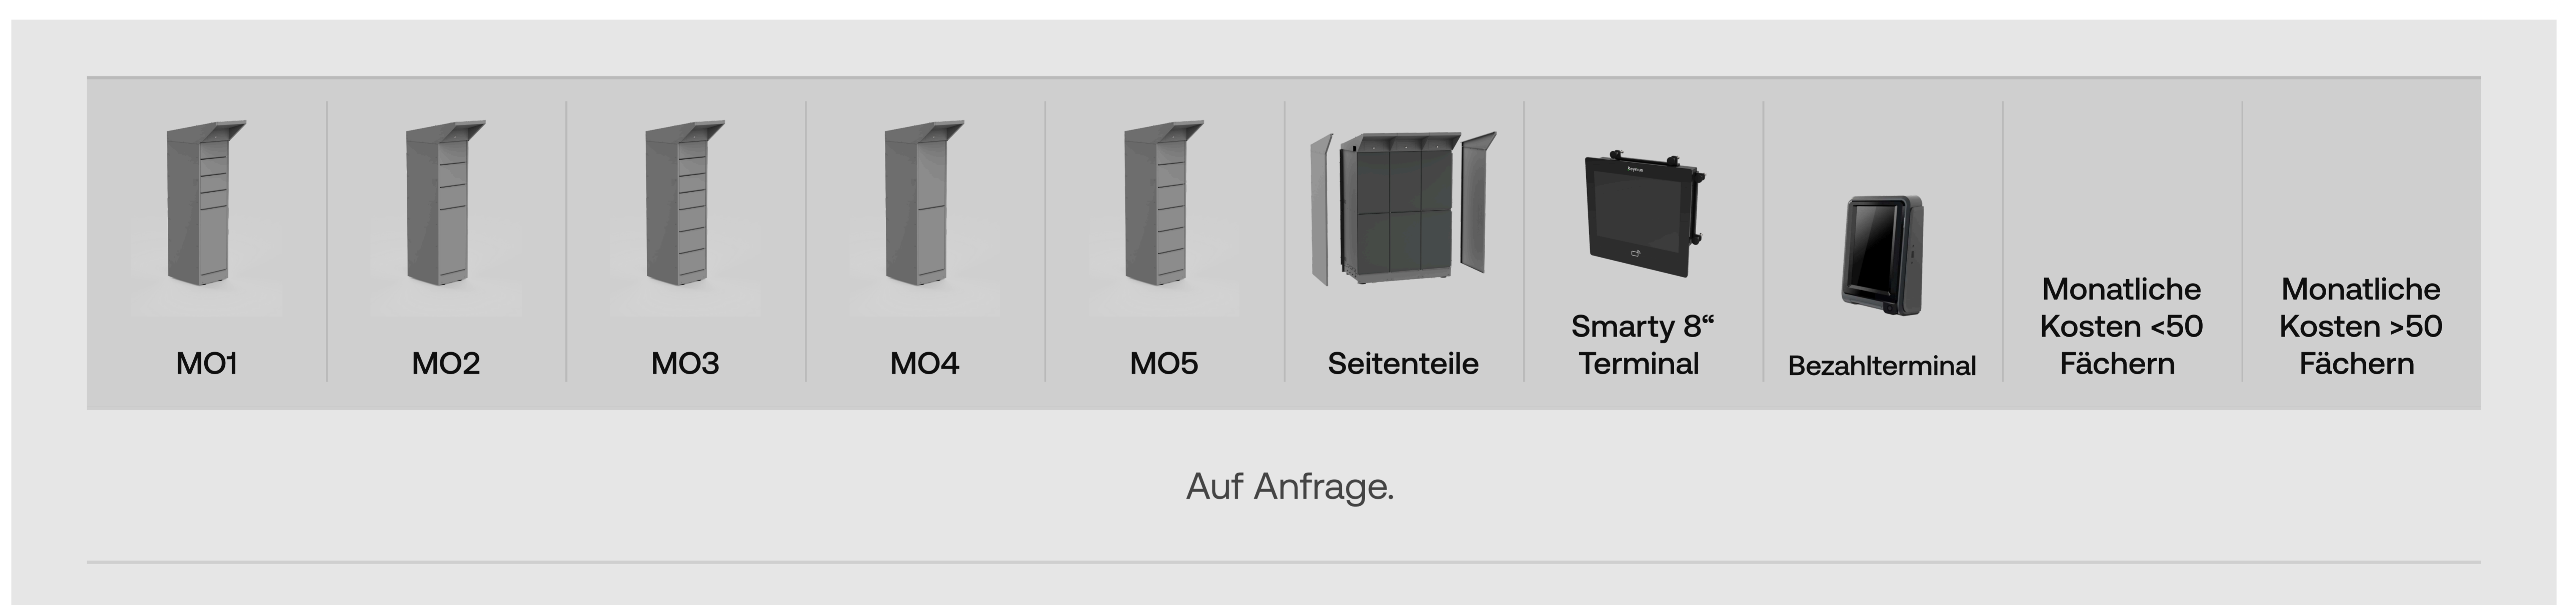 MO1
MO2
MO3
MO4
MO5
Seitenteile
Smarty 8“
Terminal
Bezahlterminal
Monatliche
Kosten <50
Fächern
Monatliche
Kosten >50
Fächern
Auf Anfrage.